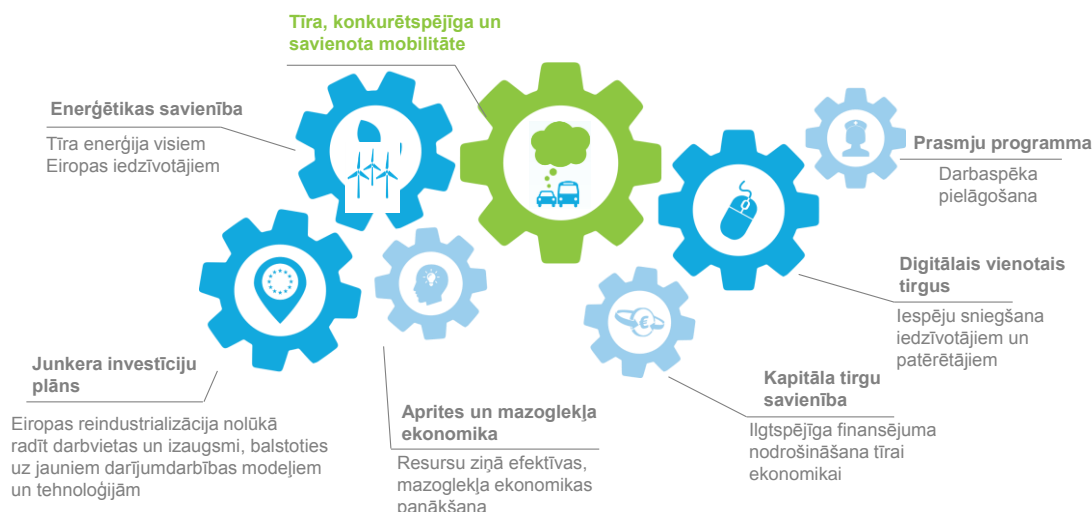 Tīra, konkurētspējīga un
savienota mobilitāte
Enerģētikas savienība
Tīra enerģija visiem
Eiropas iedzīvotājiem
Prasmju programma
Darbaspēka
pielāgošana
Digitālais vienotais
tirgus
Iespēju sniegšana
iedzīvotājiem un
patērētājiem
Junkera investīciju
plāns
Eiropas reindustrializācija nolūkā
radīt darbvietas un izaugsmi, balstoties
uz jauniem darījumdarbības modeļiem
un tehnoloģijām
Aprites un mazoglekļa
ekonomika
Resursu ziņā efektīvas,
mazoglekļa ekonomikas
panākšana
Kapitāla tirgu
savienība
Ilgtspējīga finansējuma
nodrošināšana tīrai
ekonomikai
€